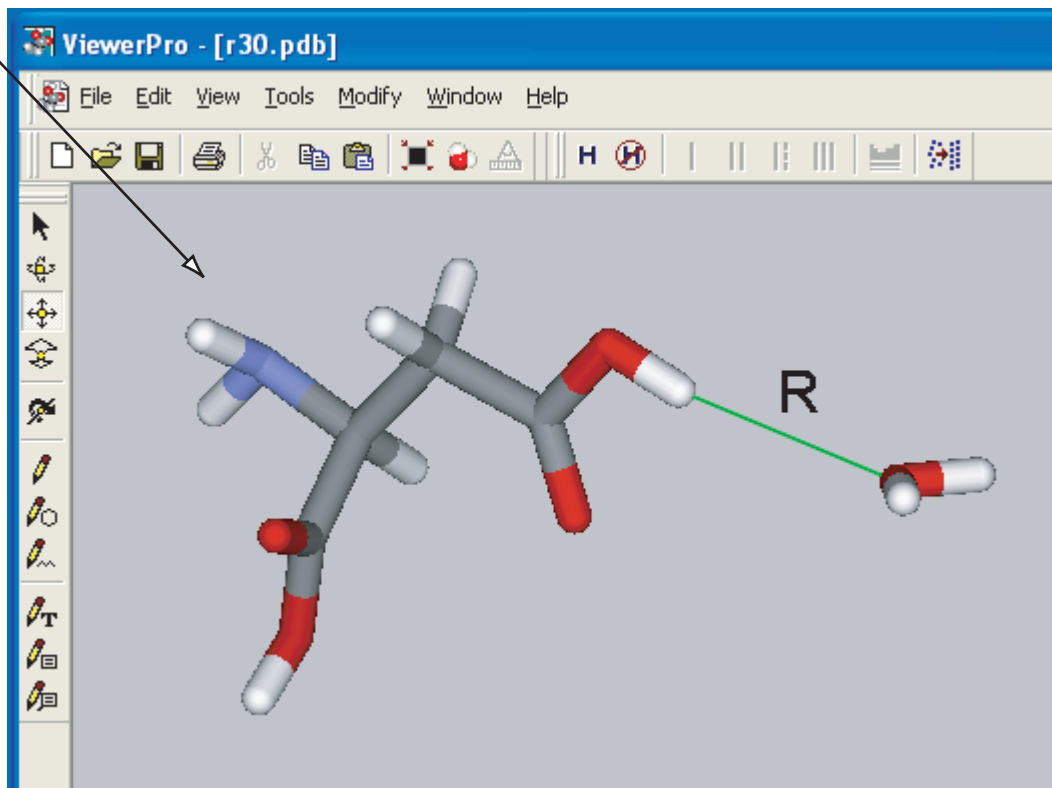 ViewerPro - [r30.pdb]
File Edit View Tools Modify Window Help
H H
T
R